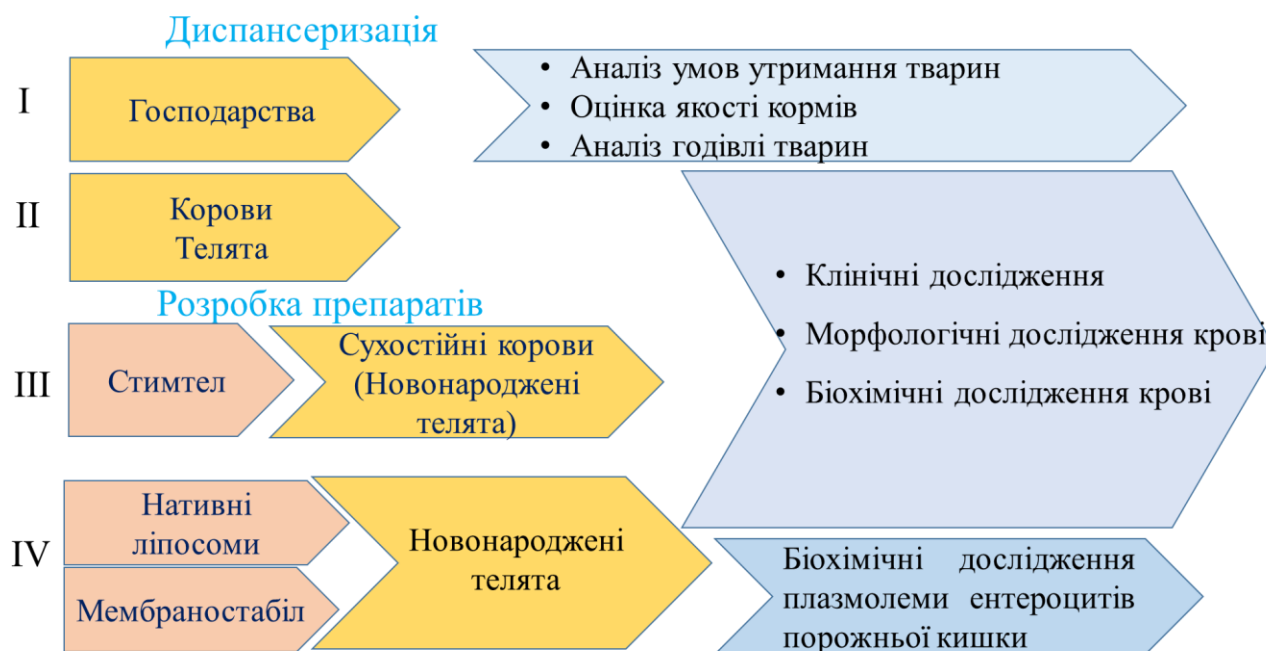 Диспансеризація
I
Господарства
• Аналіз умов утримання тварин
• Оцінка якості кормів
• Аналіз годівлі тварин
II
Корови
Телята
• Клінічні дослідження
• Морфологічні дослідження крові
• Біохімічні дослідження крові
Розробка препаратів
III
Стимтел
Сухостійні корови
(Новонароджені
телята)
IV
Нативні
ліпосоми
Мембраностабіл
Новонароджені
телята
Біохімічні дослідження
плазмолеми ентероцитів
порожньої кишки